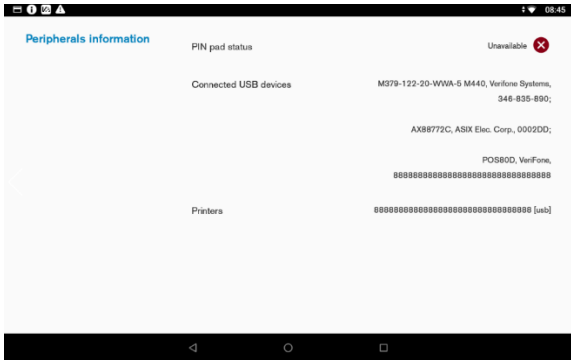 08:45
Peripherals information
PIN pad status
Unavailable
Connected USB devices
M379-122-20-WWA-5 M440, Verifone Systems,
346-835-890;
AX88772C, ASIX Elec. Corp., 0002DD;
POS80D, VeriFone,
88888888888888888888888888888888
Printers
88888888888888888888888888888888 [usb]